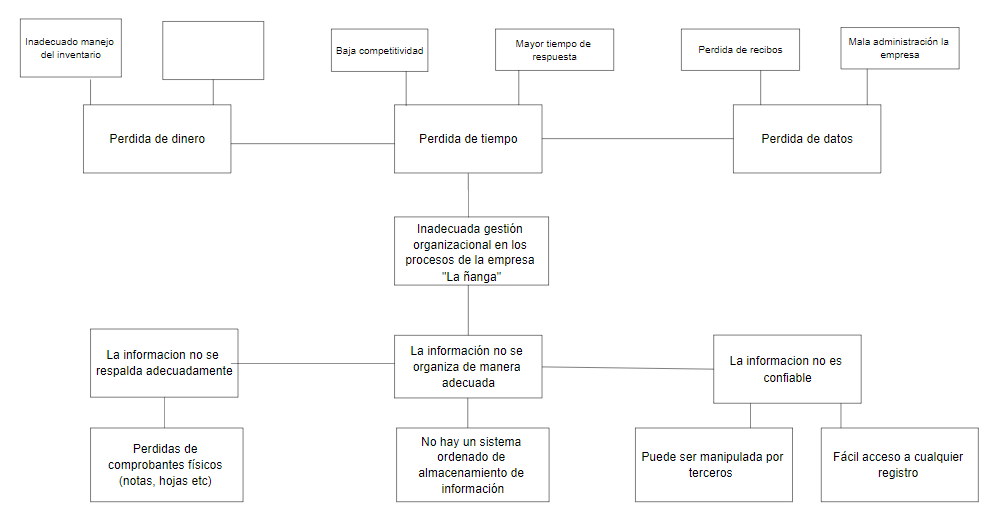 Inadecuado manejo
del inventario
Baja competitividad
Mayor tiempo de
respuesta
Perdida de recibos
Mala administración la
empresa
Perdida de dinero
Perdida de tiempo
Perdida de datos
Inadecuada gestión
organizacional en los
procesos de la empresa
"La ñanga"
La informacion no se
respalda adecuadamente
La información no se
organiza de manera
adecuada
La informacion no es
confiable
Perdidas de
comprobantes físicos
(notas, hojas etc)
No hay un sistema
ordenado de
almacenamiento de
información
Puede ser manipulada por
terceros
Fácil acceso a cualquier
registro